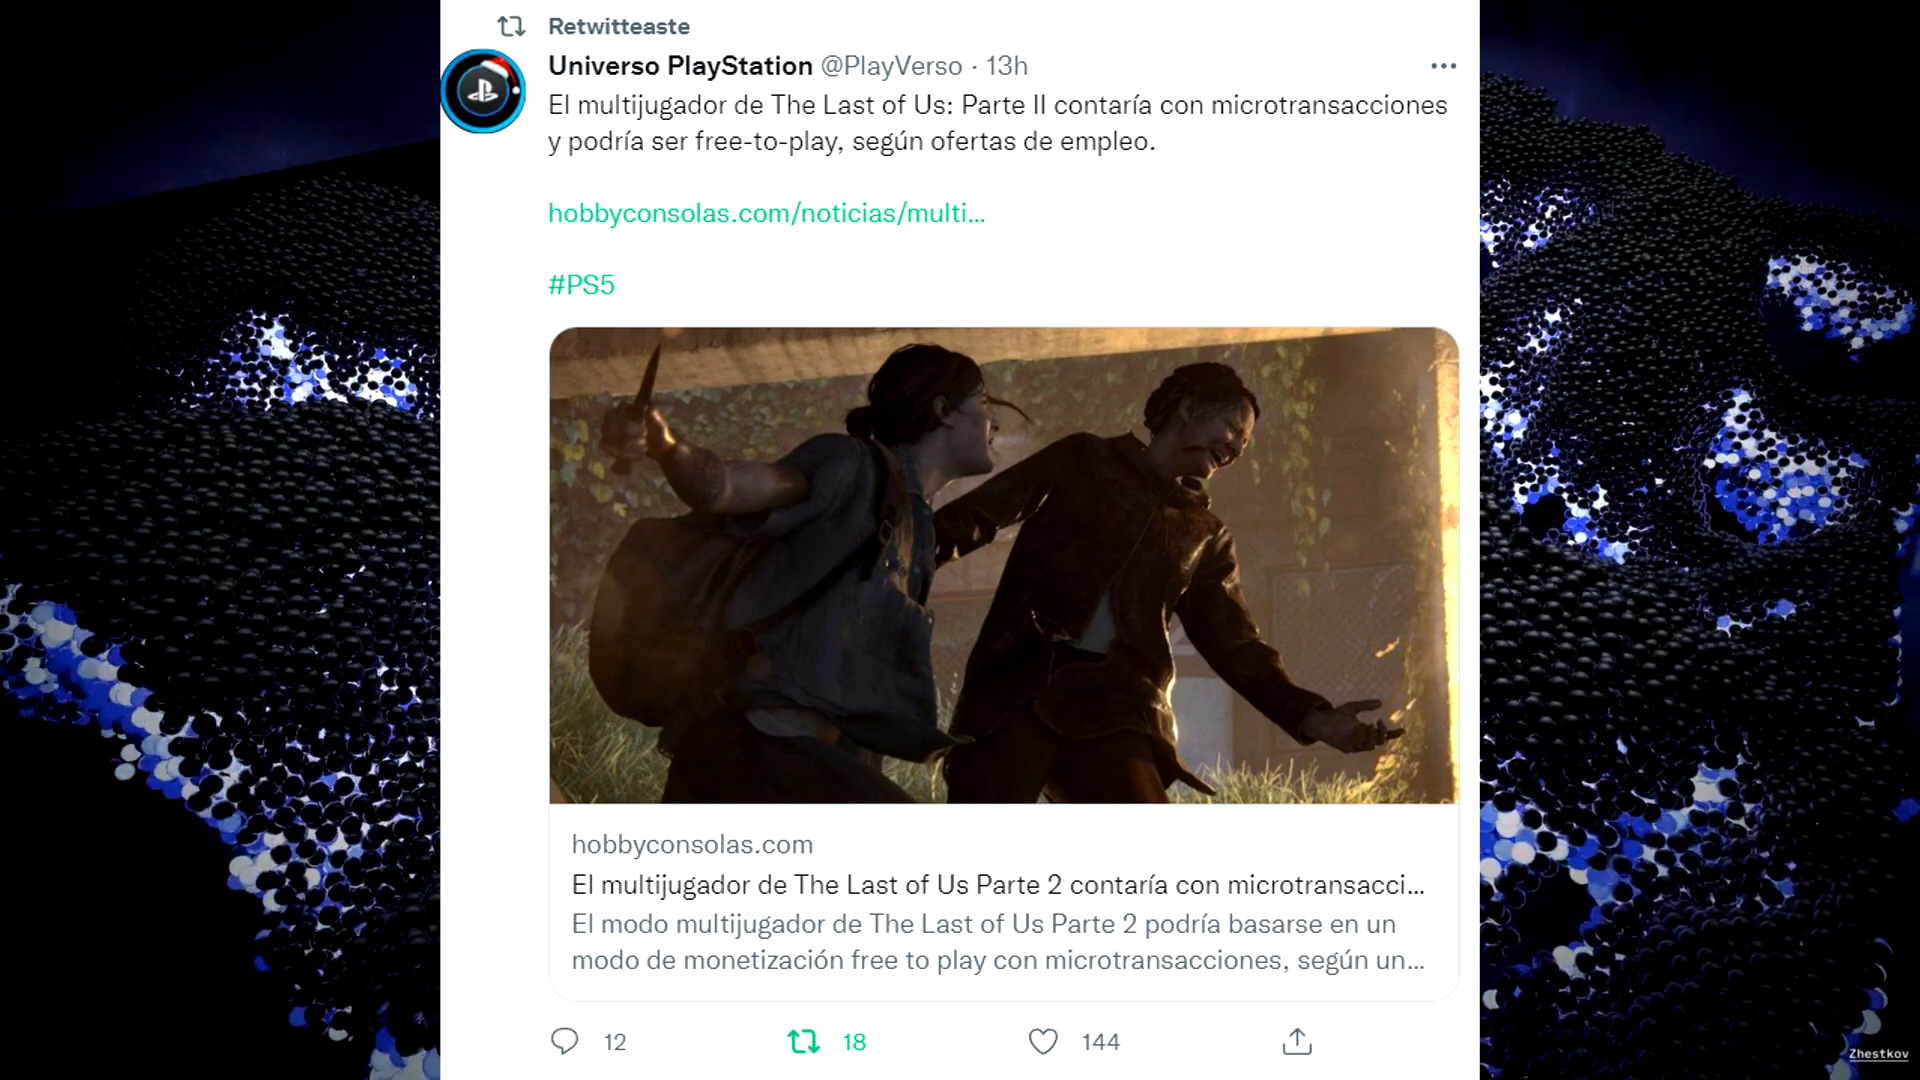 Retwitteaste
Universo PlayStation @PlayVerso · 13h
El multijugador de The Last of Us: Parte II contaría con microtransacciones
y podría ser free-to-play, según ofertas de empleo.
hobbyconsolas.com/noticias/multi...
#PS5
hobbyconsolas.com
El multijugador de The Last of Us Parte 2 contaría con microtransacci...
El modo multijugador de The Last of Us Parte 2 podría basarse en un
modo de monetización free to play con microtransacciones, según un...
12 18 144
Zhestkov